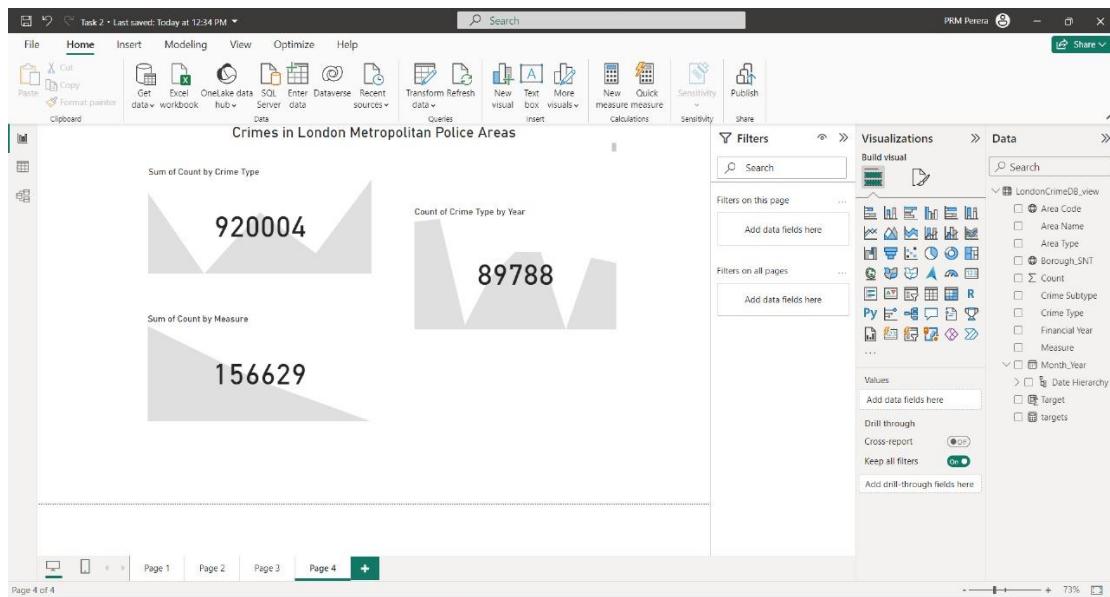 Task 2 • Last saved: Today at 12:34 PM
Search
PRM Perera
File Home Insert Modeling View Optimize Help
Share
Paste
Cut
Copy
Format painter
Get data
Excel workbook
OneLake data hub
SQL Server
Enter data
Dataverse
Recent sources
Transform data
Refresh
New visual
Text box
More visuals
New measure
Quick measure
Sensitivity
Publish
Clipboard
Data
Queries
Insert
Calculations
Sensitivity
Share
Crimes in London Metropolitan Police Areas
Sum of Count by Crime Type
920004
Count of Crime Type by Year
89788
Sum of Count by Measure
156629
Filters
Search
Filters on this page
...
Add data fields here
Filters on all pages
...
Add data fields here
Visualizations
Build visual
R
Py
...
Values
Add data fields here
Drill through
Cross-report
Off
Keep all filters
On
Add drill-through fields here
Data
Search
LondonCrimeDB_view
Area Code
Area Name
Area Type
Borough_SNT
Count
Crime Subtype
Crime Type
Financial Year
Measure
Month_Year
Date Hierarchy
Target
targets
Page 1 Page 2 Page 3 Page 4
Page 4 of 4
73%